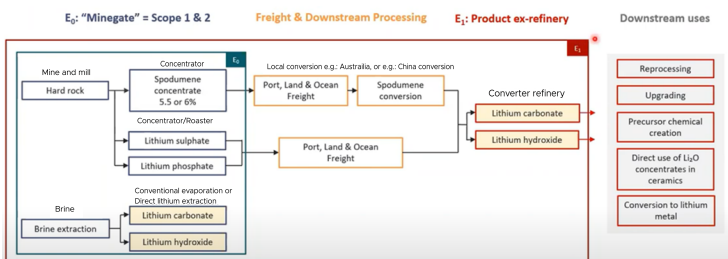 E₀: “Minegate” = Scope 1 & 2
Freight & Downstream Processing
E₁: Product ex-refinery
Downstream uses
E₀
E₁
Mine and mill
Hard rock
Concentrator
Spodumene
concentrate
5.5 or 6%
Concentrator/Roaster
Lithium sulphate
Lithium phosphate
Brine
Brine extraction
Conventional evaporation or
Direct lithium extraction
Lithium carbonate
Lithium hydroxide
Local conversion e.g.: Austrailia, or e.g.: China conversion
Port, Land & Ocean
Freight
Spodumene
conversion
Port, Land & Ocean
Freight
Converter refinery
Lithium carbonate
Lithium hydroxide
Reprocessing
Upgrading
Precursor chemical
creation
Direct use of Li₂O
concentrates in
ceramics
Conversion to lithium
metal